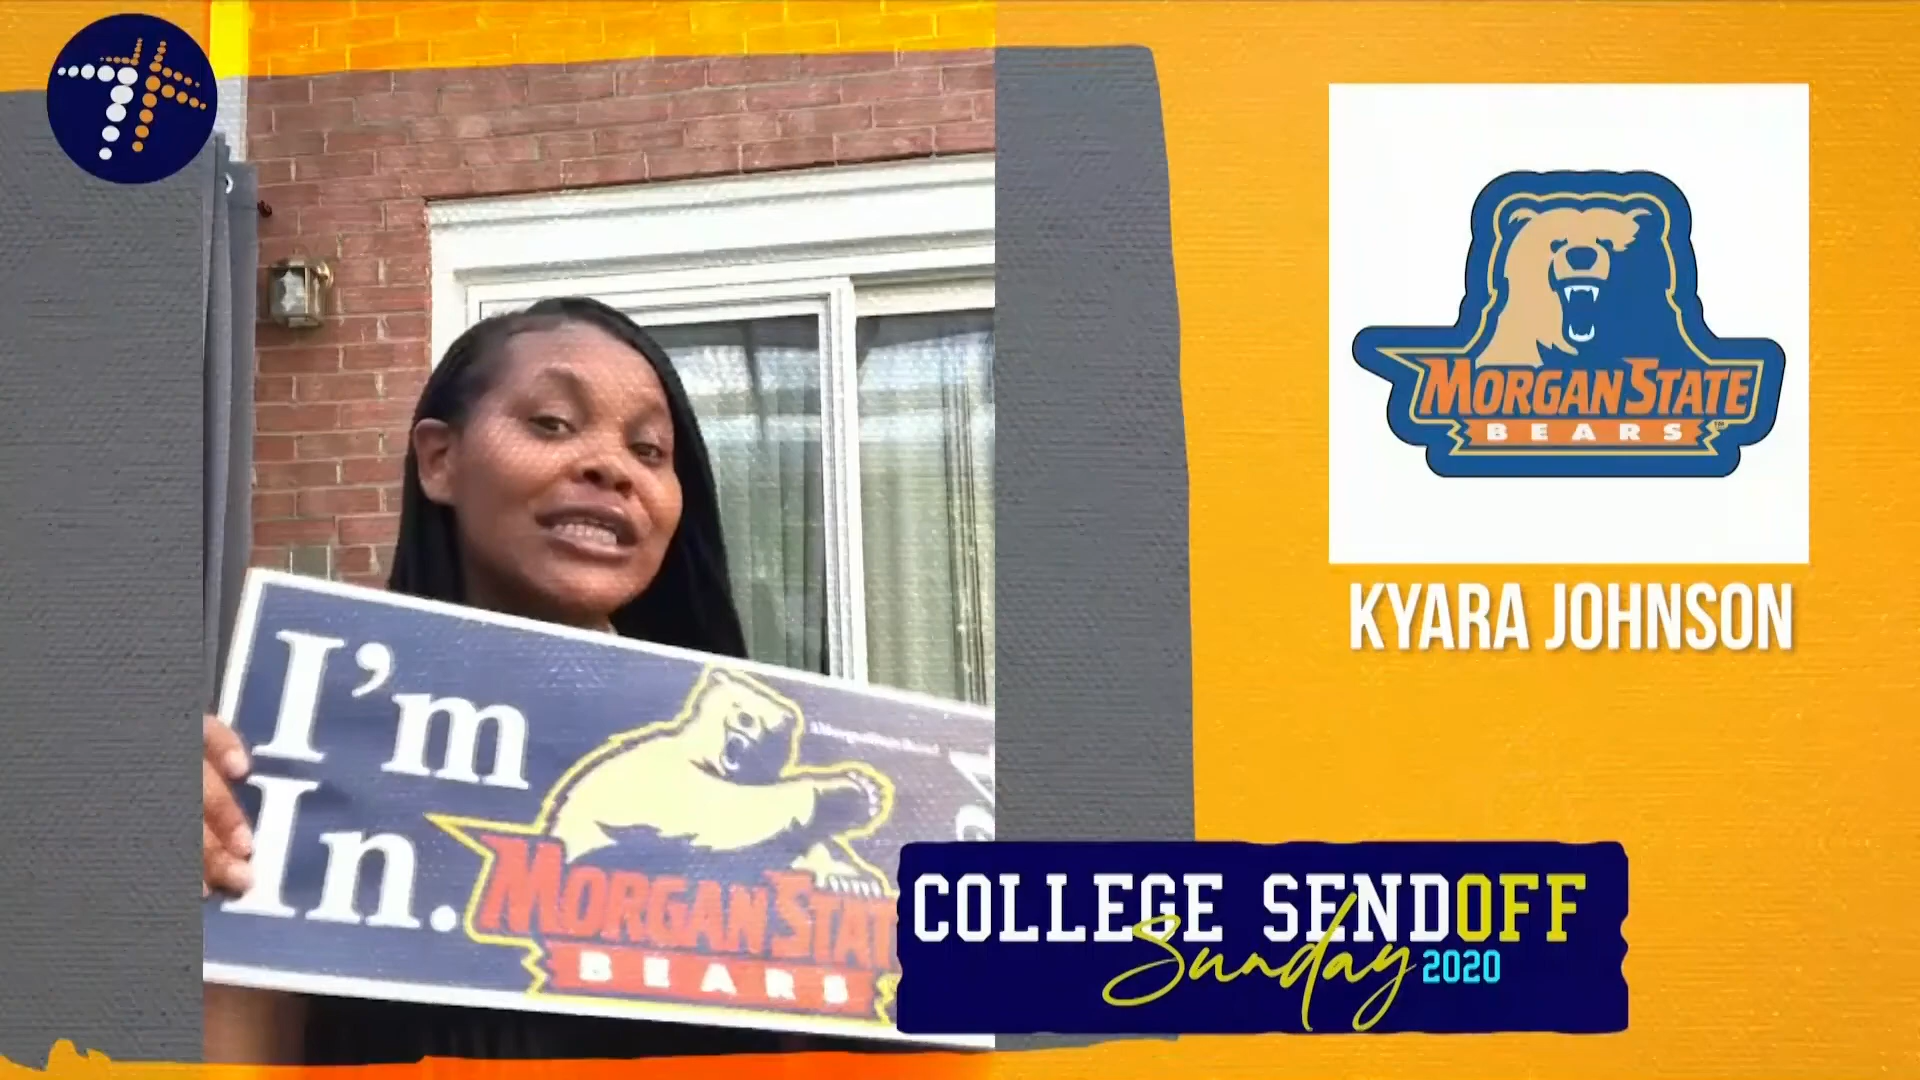 MORGAN STATE
BEARS
KYARA JOHNSON
I'm
In.
MORGAN STAT
BEARS
COLLEGE SENDOFF
Sunday 2020